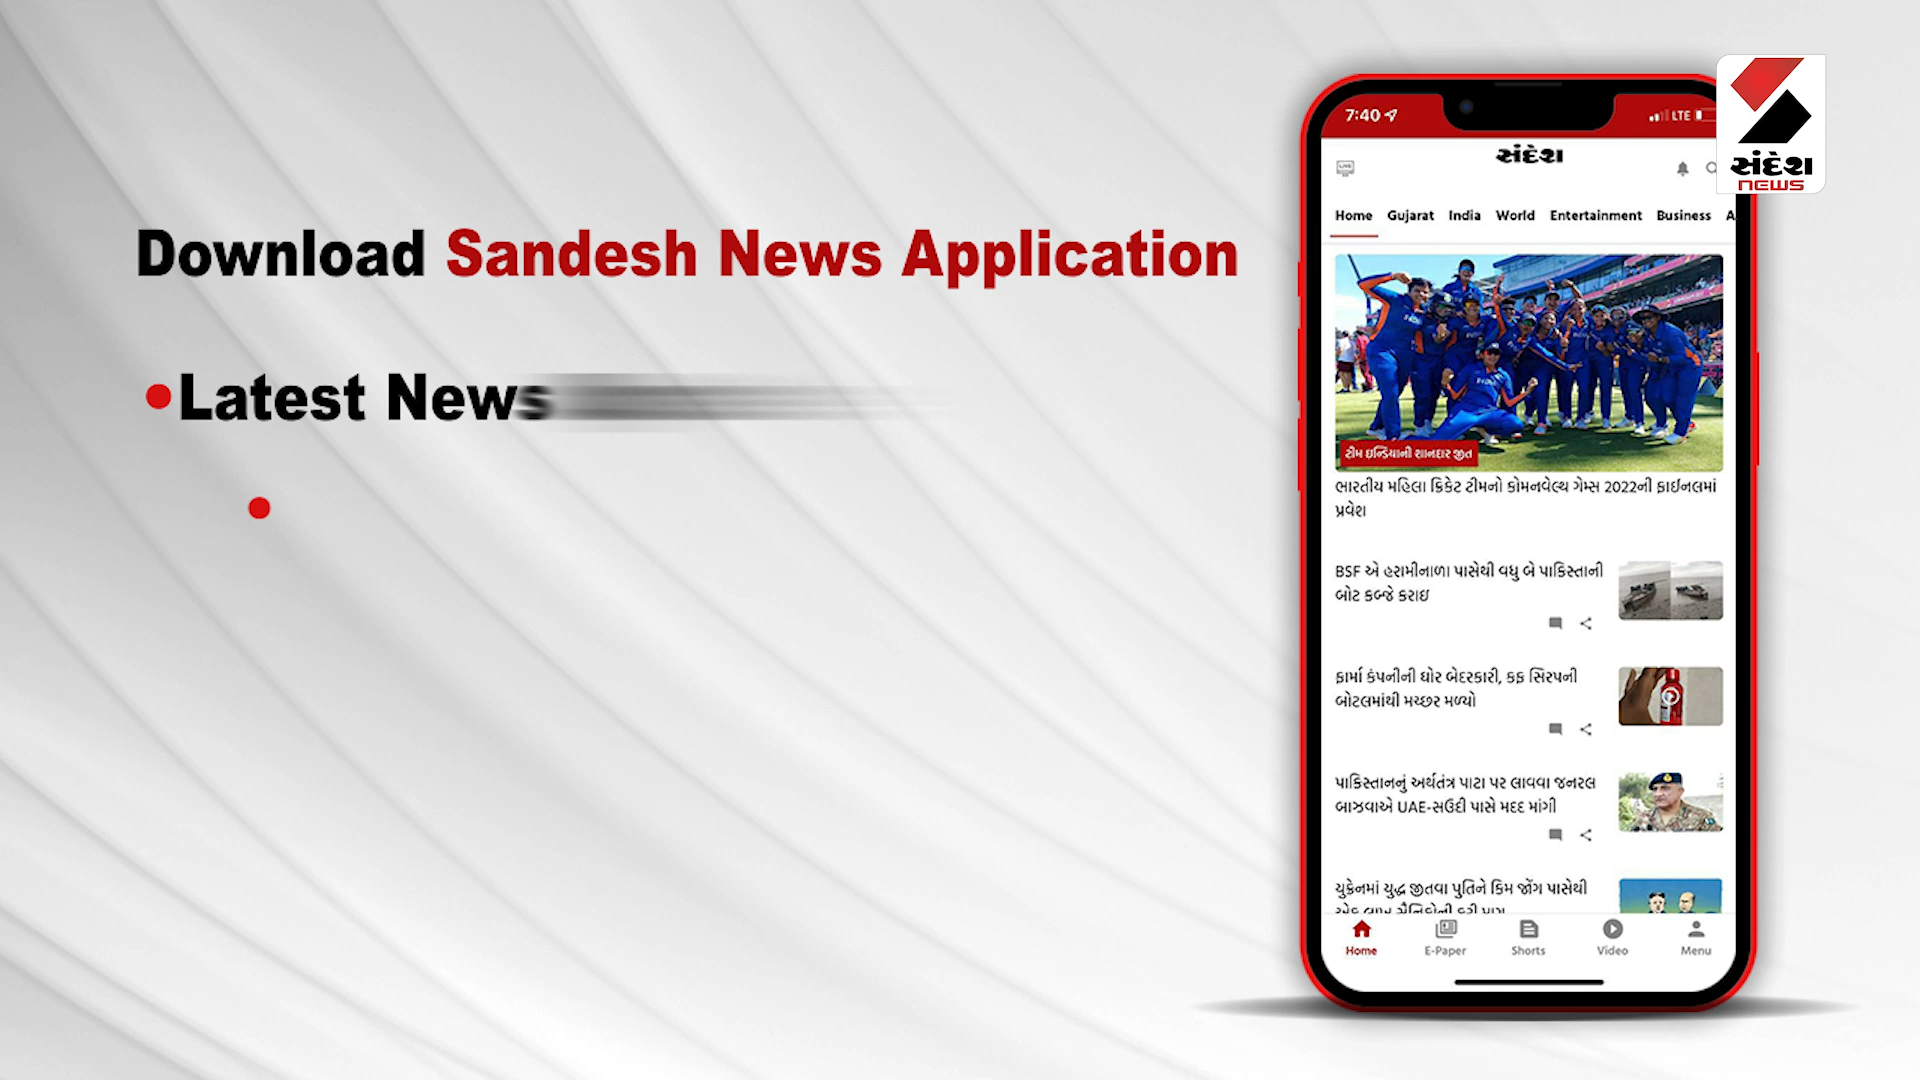 Download Sandesh News Application
•Latest News
•
7:40
LTE
LIVE
સંદેશ
Home Gujarat India World Entertainment Business A
ટીમ ઇન્ડિયાની શાનદાર જીત
ભારતીય મહિલા ક્રિકેટ ટીમનો કોમનવેલ્થ ગેમ્સ 2022ની ફાઈનલમાં
પ્રવેશ
BSF એ હરામીનાળા પાસેથી વધુ બે પાકિસ્તાની
બોટ કબ્જે કરાઇ
ફાર્મા કંપનીની ઘોર બેદરકારી, કફ સિરપની
બોટલમાંથી મચ્છર મળ્યો
પાકિસ્તાનનું અર્થતંત્ર પાટા પર લાવવા જનરલ
બાઝવાએ UAE-સઉદી પાસે મદદ માંગી
યુક્રેનમાં યુદ્ધ જીતવા પુતિને કિમ જોંગ પાસેથી
Home E-Paper Shorts Video Menu
સંદેશ
NEWS